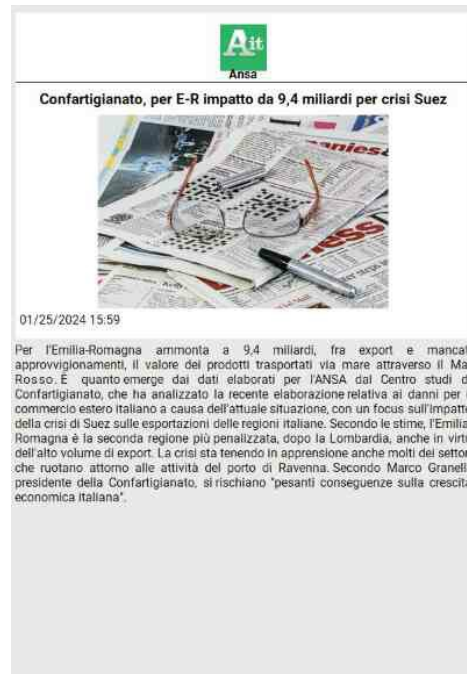 Ait
Ansa
Confartigianato, per E-R impatto da 9,4 miliardi per crisi Suez
01/25/2024 15:59
Per l'Emilia-Romagna ammonta a 9,4 miliardi, fra export e mancat
approvvigionamenti, il valore dei prodotti trasportati via mare attraverso il Ma
Rosso. È quanto emerge dai dati elaborati per l'ANSA dal Centro studi d
Confartigianato, che ha analizzato la recente elaborazione relativa ai danni per
commercio estero italiano a causa dell'attuale situazione, con un focus sull'impatto
della crisi di Suez sulle esportazioni delle regioni italiane. Secondo le stime, l'Emilia
Romagna è la seconda regione più penalizzata, dopo la Lombardia, anche in virtù
dell'alto volume di export. La crisi sta tenendo in apprensione anche molti dei settor
che ruotano attorno alle attività del porto di Ravenna. Secondo Marco Granell
presidente della Confartigianato, si rischiano "pesanti conseguenze sulla crescita
economica italiana".